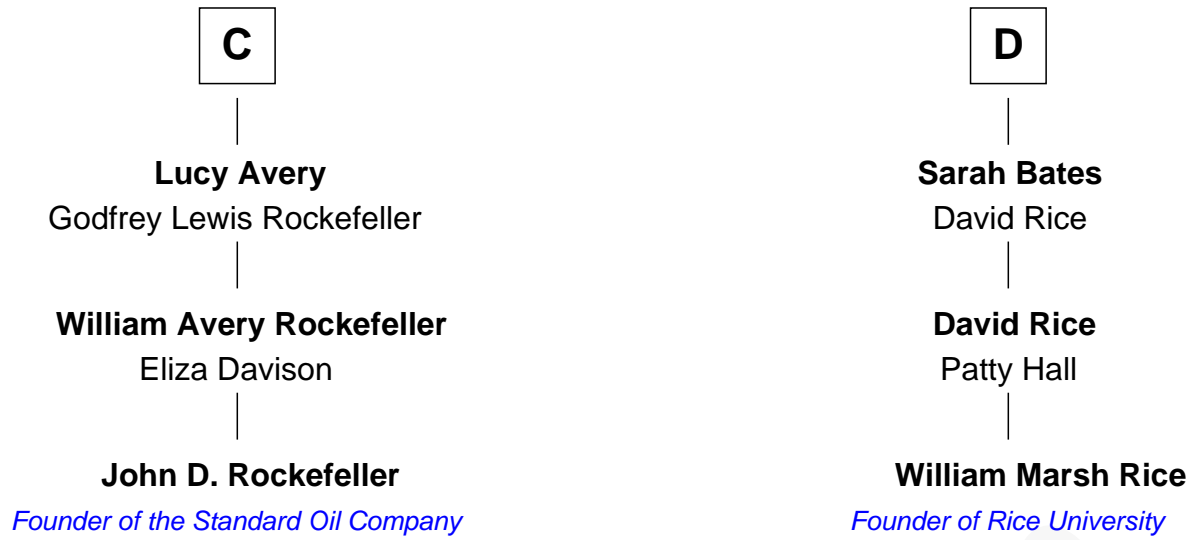 C
Lucy Avery
Godfrey Lewis Rockefeller
William Avery Rockefeller
Eliza Davison
John D. Rockefeller
Founder of the Standard Oil Company
D
Sarah Bates
David Rice
David Rice
Patty Hall
William Marsh Rice
Founder of Rice University